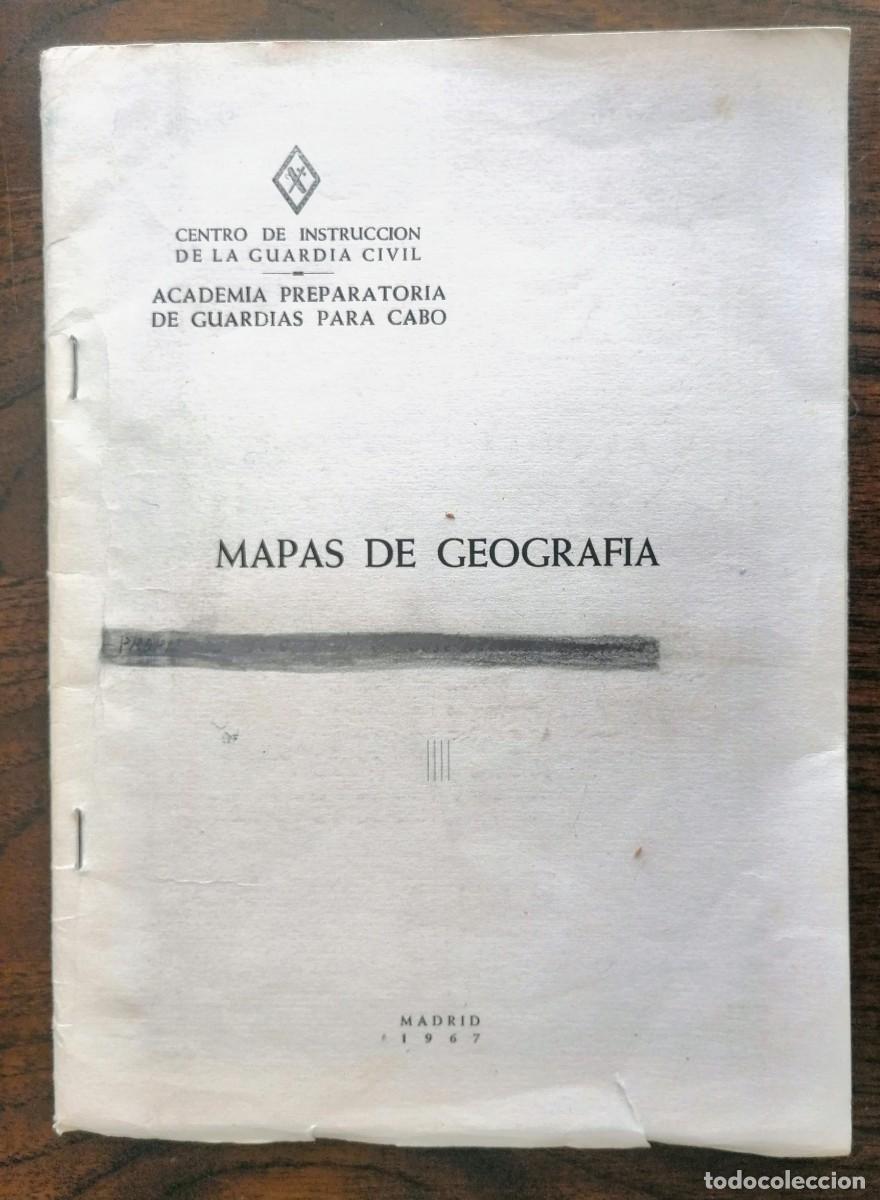 CENTRO DE INSTRUCCION
DE LA GUARDIA CIVIL
ACADEMIA PREPARATORIA
DE GUARDIAS PARA CABO
MAPAS DE GEOGRAFIA
MADRID
1967
todocoleccion